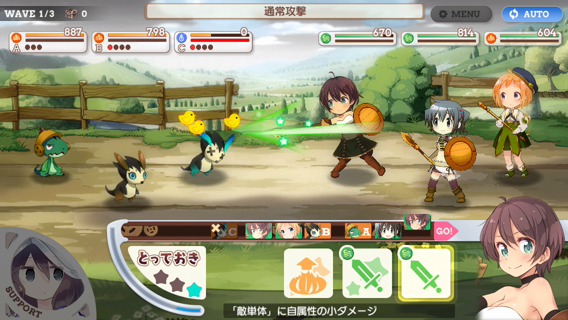 WAVE 1/3 0
通常攻撃
MENU
AUTO
887
A
798
B
0
C
670
814
604
C B A GO!
とっておき
SUPPORT
「敵単体」に自属性の小ダメージ